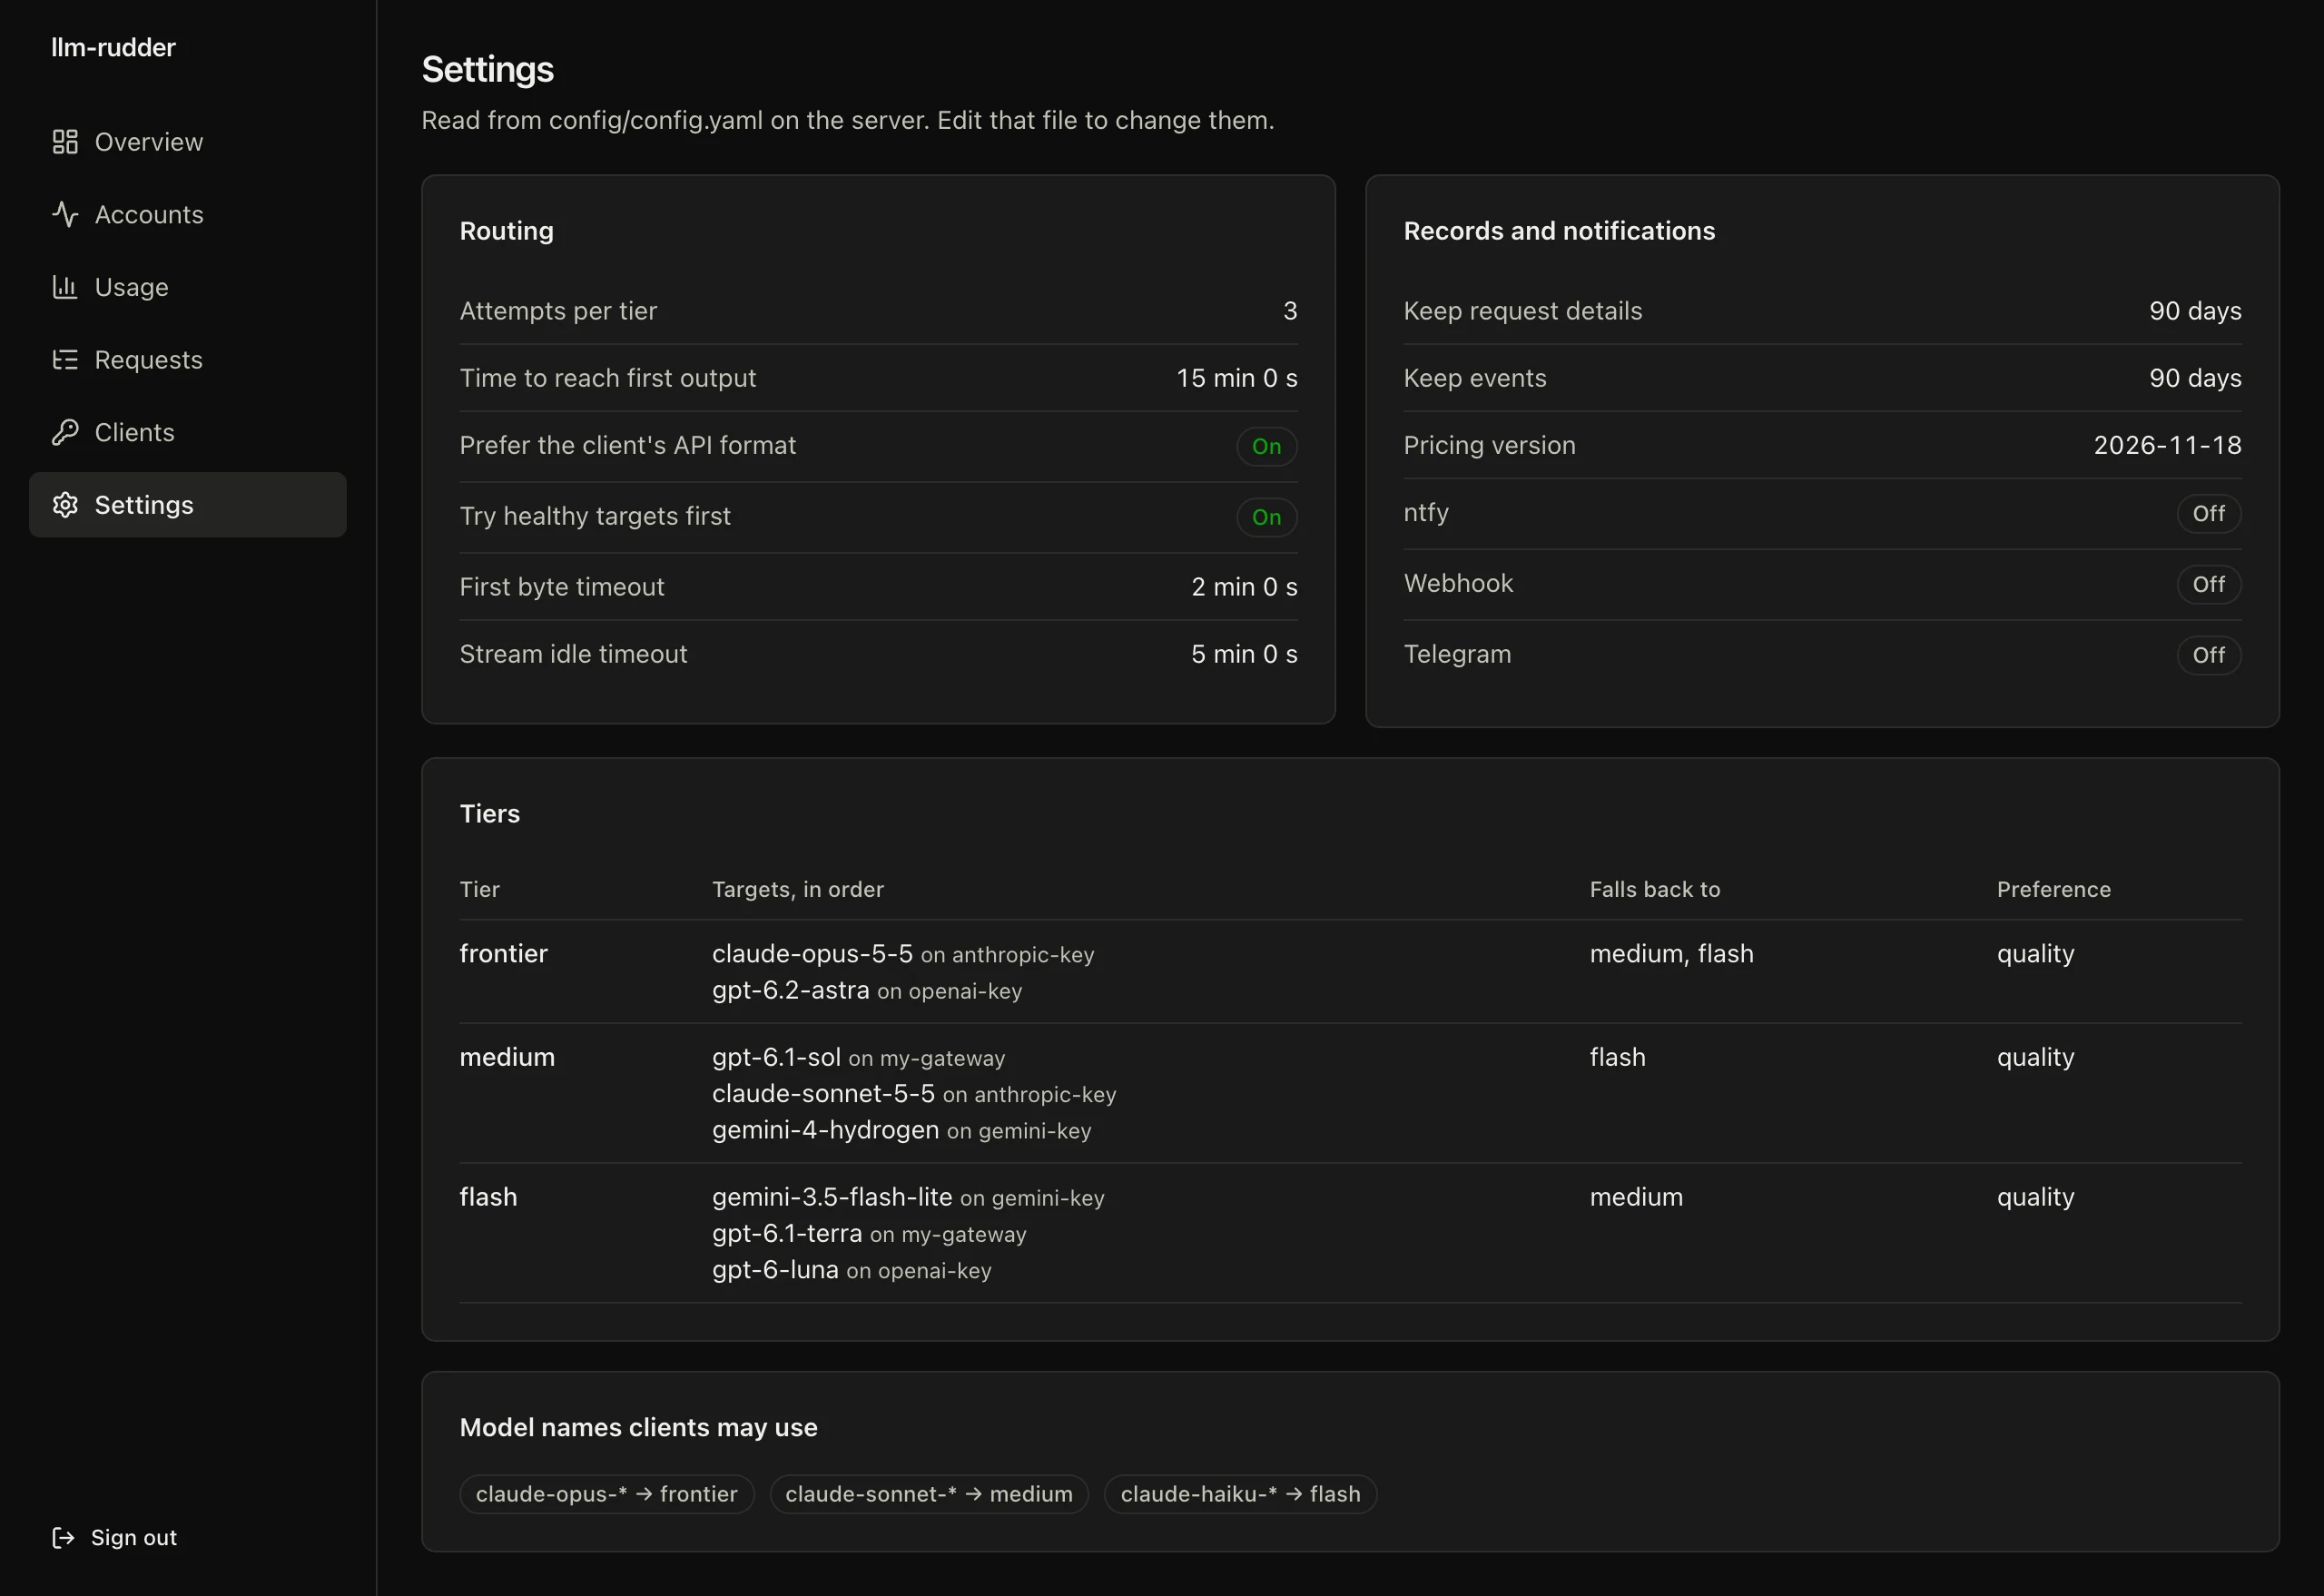 llm-rudder
Overview
Accounts
Usage
Requests
Clients
Settings
Sign out
Settings
Read from config/config.yaml on the server. Edit that file to change them.
Routing
Attempts per tier 3
Time to reach first output 15 min 0 s
Prefer the client's API format On
Try healthy targets first On
First byte timeout 2 min 0 s
Stream idle timeout 5 min 0 s
Records and notifications
Keep request details 90 days
Keep events 90 days
Pricing version 2026-11-18
ntfy Off
Webhook Off
Telegram Off
Tiers
Tier Targets, in order Falls back to Preference
frontier claude-opus-5-5 on anthropic-key medium, flash quality
gpt-6.2-astra on openai-key
medium gpt-6.1-sol on my-gateway flash quality
claude-sonnet-5-5 on anthropic-key
gemini-4-hydrogen on gemini-key
flash gemini-3.5-flash-lite on gemini-key medium quality
gpt-6.1-terra on my-gateway
gpt-6-luna on openai-key
Model names clients may use
claude-opus-* → frontier claude-sonnet-* → medium claude-haiku-* → flash